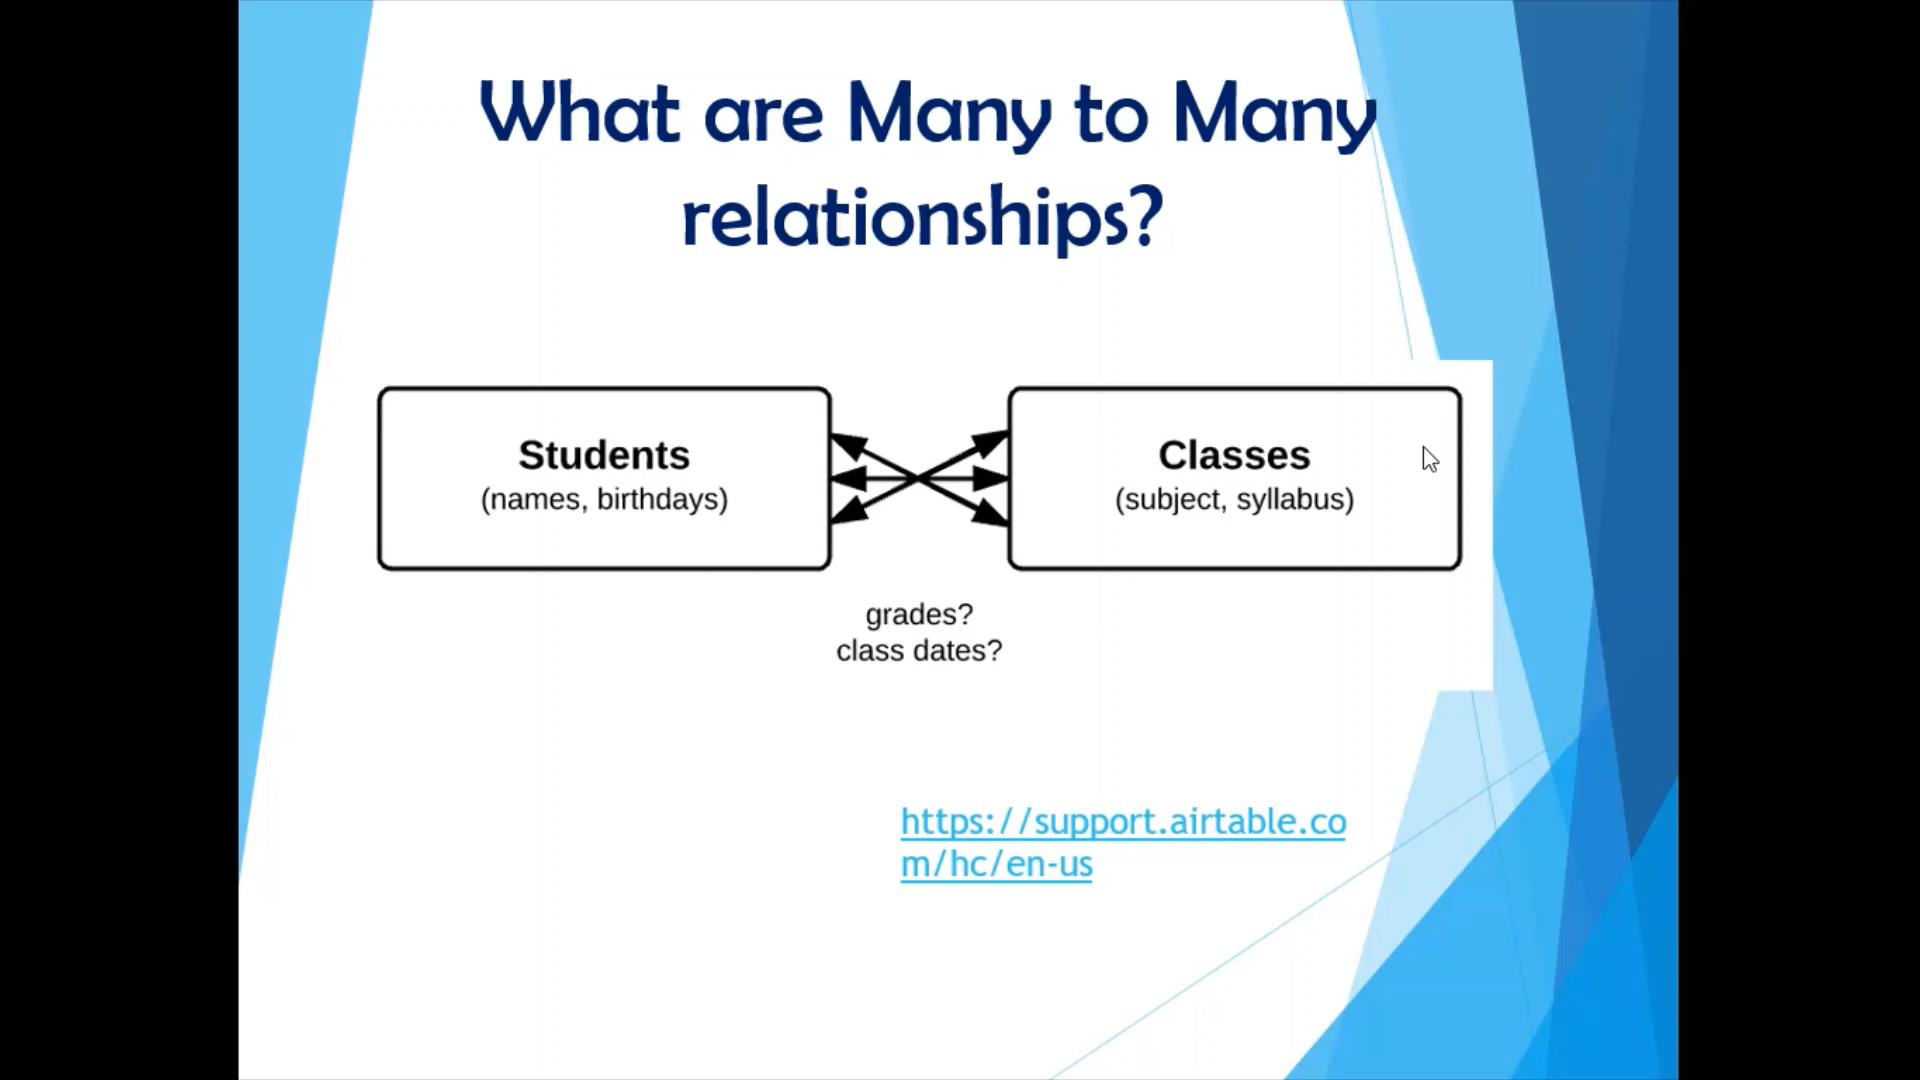 What are Many to Many
relationships?
Students
(names, birthdays)
Classes
(subject, syllabus)
grades?
class dates?
https://support.airtable.co
m/hc/en-us